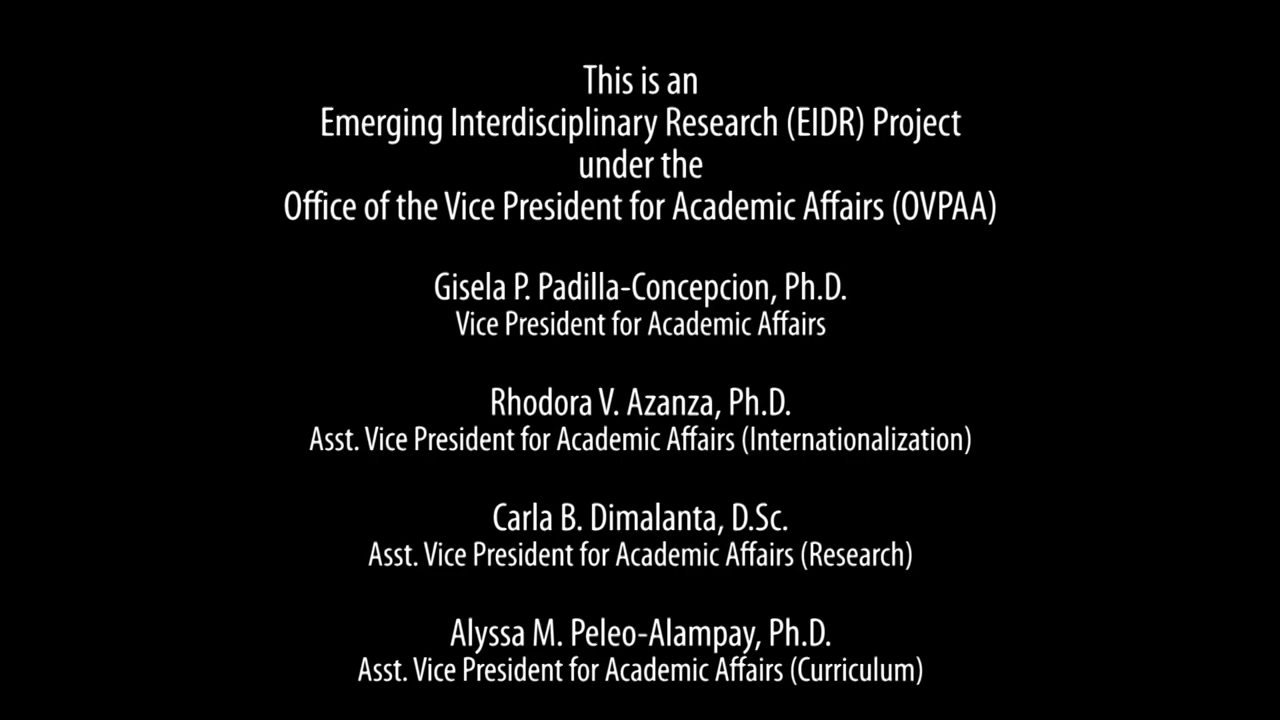 This is an
Emerging Interdisciplinary Research (EIDR) Project
under the
Office of the Vice President for Academic Affairs (OVPAA)
Gisela P. Padilla-Concepcion, Ph.D.
Vice President for Academic Affairs
Rhodora V. Azanza, Ph.D.
Asst. Vice President for Academic Affairs (Internationalization)
Carla B. Dimalanta, D.Sc.
Asst. Vice President for Academic Affairs (Research)
Alyssa M. Peleo-Alampay, Ph.D.
Asst. Vice President for Academic Affairs (Curriculum)